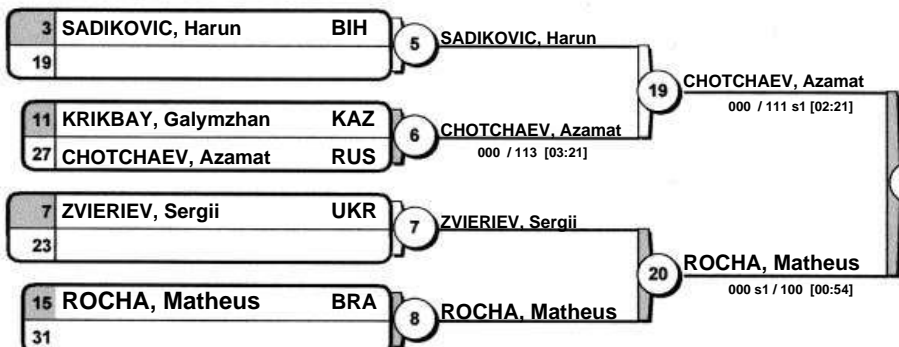 3 SADIKOVIC, Harun BIH
19
5
SADIKOVIC, Harun
11 KRIKBAY, Galymzhan KAZ
27 CHOTCHAEV, Azamat RUS
6
CHOTCHAEV, Azamat
000 / 113 [03:21]
19
CHOTCHAEV, Azamat
000 / 111 s1 [02:21]
7 ZVIERIEV, Sergii UKR
23
7
ZVIERIEV, Sergii
15 ROCHA, Matheus BRA
31
8
ROCHA, Matheus
20
ROCHA, Matheus
000 s1 / 100 [00:54]